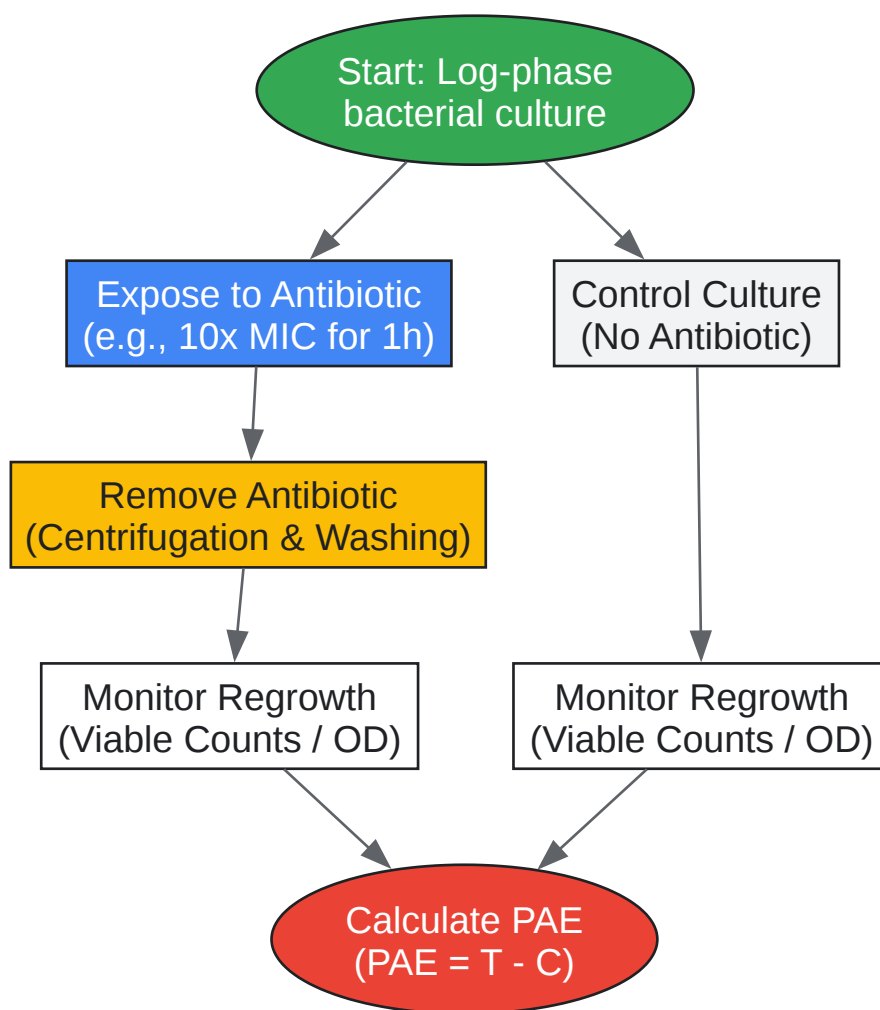 Start: Log-phase
bacterial culture
Expose to Antibiotic
(e.g., 10x MIC for 1h)
Control Culture
(No Antibiotic)
Remove Antibiotic
(Centrifugation & Washing)
Monitor Regrowth
(Viable Counts / OD)
Monitor Regrowth
(Viable Counts / OD)
Calculate PAE
(PAE = T - C)